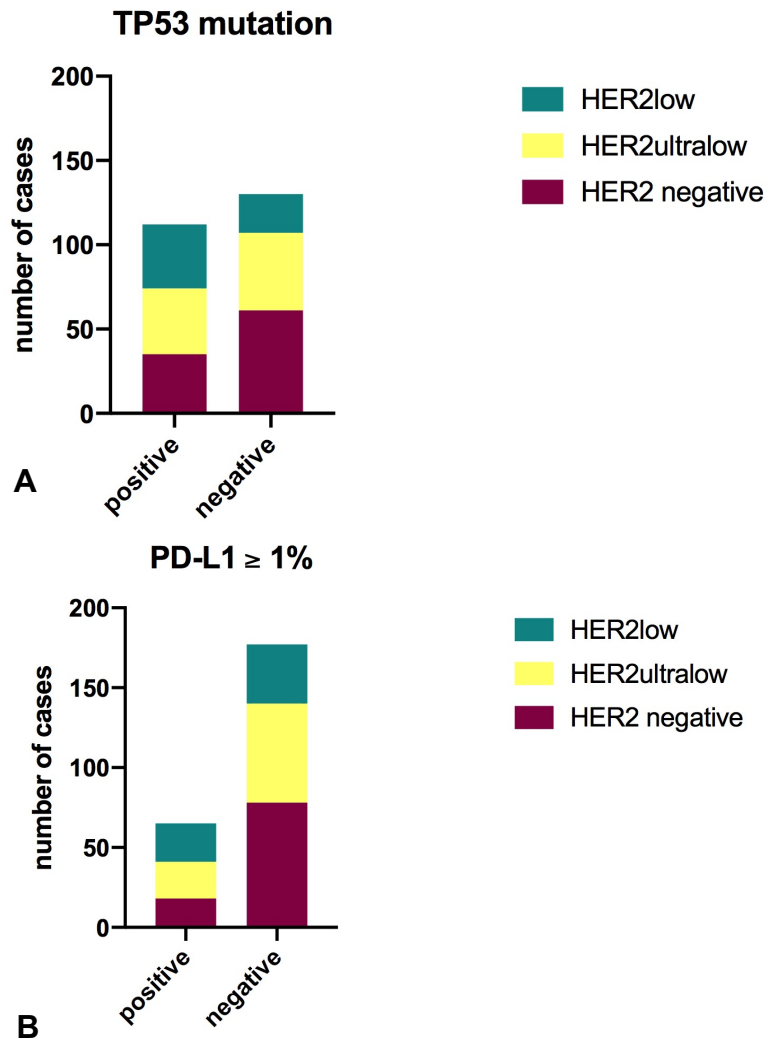 TP53 mutation
200
150
100
50
0
number of cases
positive
negative
HER2low
HER2ultralow
HER2 negative
A
PD-L1 ≥ 1%
200
150
100
50
0
number of cases
positive
negative
HER2low
HER2ultralow
HER2 negative
B